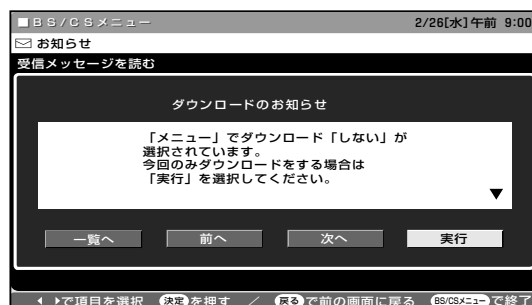 ■BS/CSメニュー 2/26[水]午前 9:00
お知らせ
受信メッセージを読む
ダウンロードのお知らせ
「メニュー」でダウンロード「しない」が
選択されています。
今回のみダウンロードをする場合は
「実行」を選択してください。
▼
一覧へ 前へ 次へ 実行
で項目を選択 決定を押す / 戻るで前の画面に戻る BS/CSメニューで終了